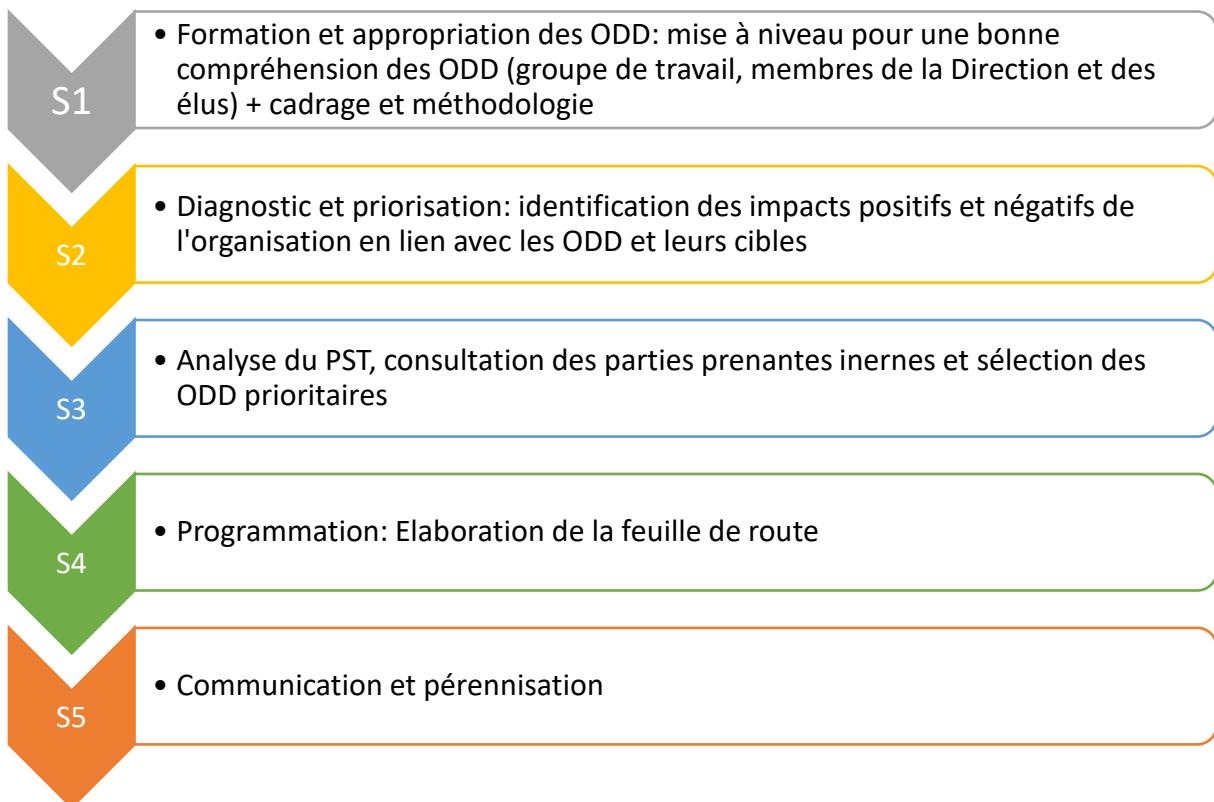 S1
• Formation et appropriation des ODD: mise à niveau pour une bonne
compréhension des ODD (groupe de travail, membres de la Direction et des
élus) + cadrage et méthodologie
S2
• Diagnostic et priorisation: identification des impacts positifs et négatifs de
l'organisation en lien avec les ODD et leurs cibles
S3
• Analyse du PST, consultation des parties prenantes inernes et sélection des
ODD prioritaires
S4
• Programmation: Elaboration de la feuille de route
S5
• Communication et pérennisation